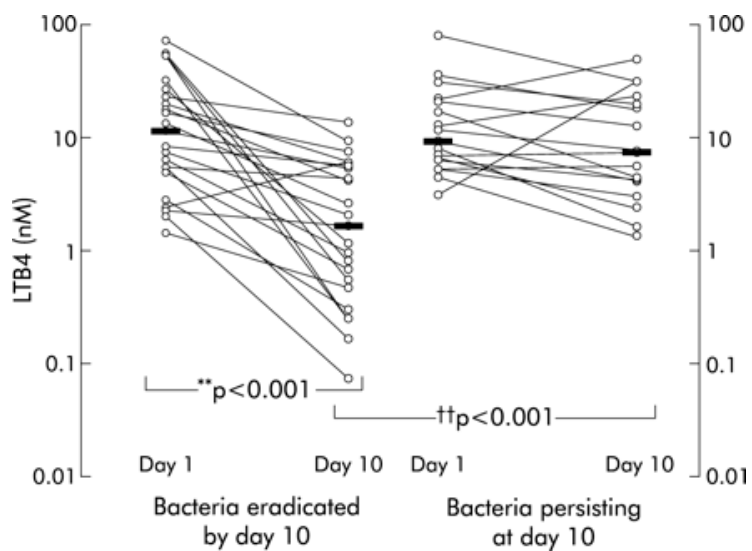 100
10
1
0.1
0.01
LTB4 (nM)
100
10
1
0.1
0.01
**p<0.001
††p<0.001
Day 1
Day 10
Day 1
Day 10
Bacteria eradicated
by day 10
Bacteria persisting
at day 10